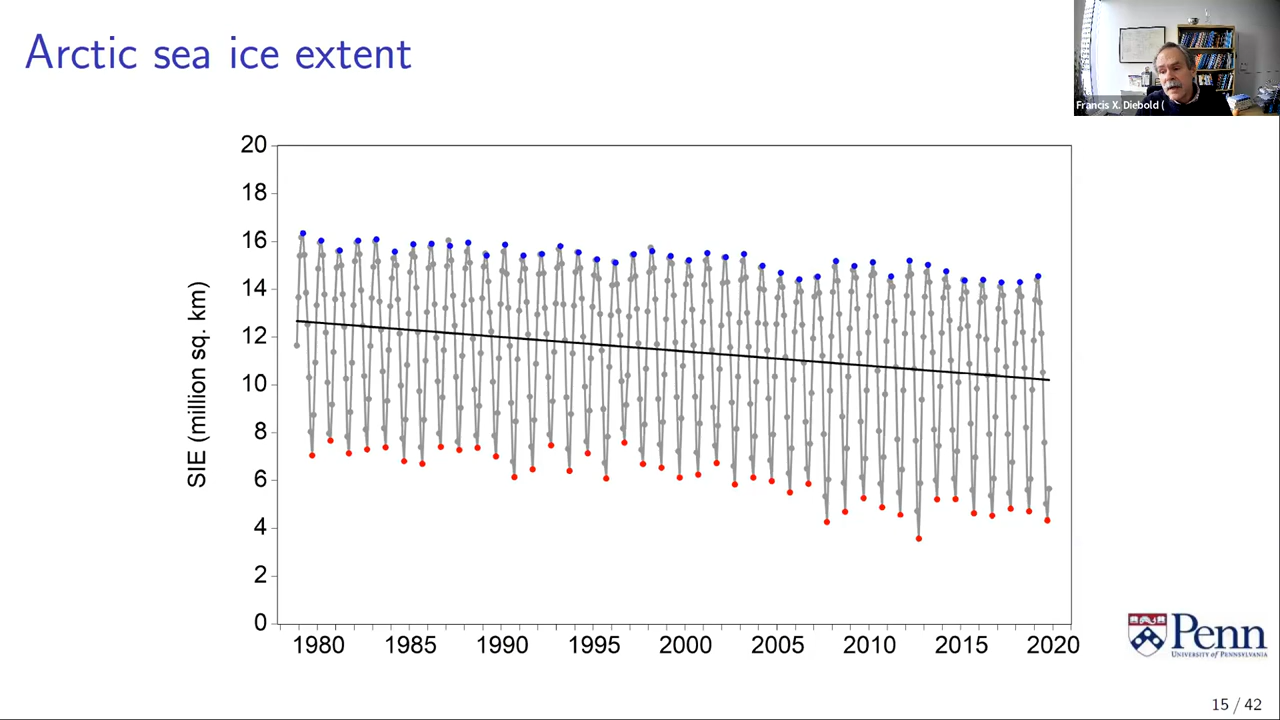 Arctic sea ice extent
Francis X. Diebold (
20
18
16
14
12
10
8
6
4
2
0
SIE (million sq. km)
1980 1985 1990 1995 2000 2005 2010 2015 2020
Penn
UNIVERSITY of PENNSYLVANIA
15 / 42